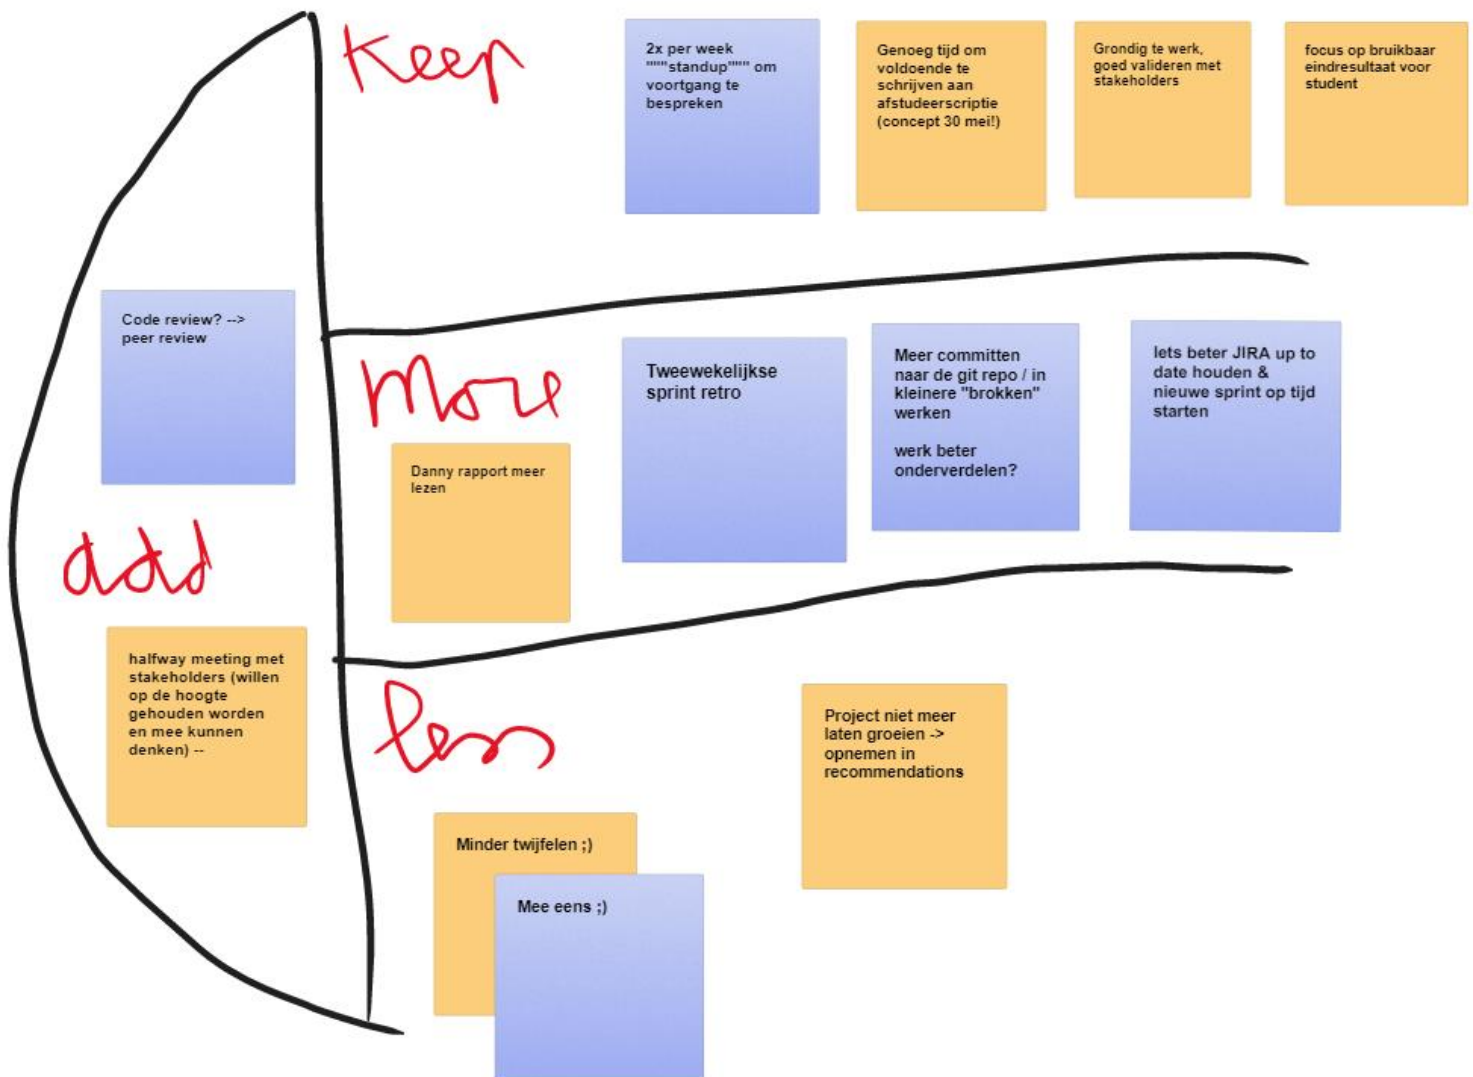 Keep
2x per week
""""standup"""" om
voortgang te
bespreken
Genoeg tijd om
voldoende te
schrijven aan
afstudeerscriptie
(concept 30 mei!)
Grondig te werk,
goed valideren met
stakeholders
focus op bruikbaar
eindresultaat voor
student
Code review? -->
peer review
add
halfway meeting met
stakeholders (willen
op de hoogte
gehouden worden
en mee kunnen
denken) --
More
Danny rapport meer
lezen
Tweewekelijkse
sprint retro
Meer committen
naar de git repo / in
kleinere "brokken"
werken
werk beter
onderverdelen?
Iets beter JIRA up to
date houden &
nieuwe sprint op tijd
starten
less
Minder twijfelen ;)
Mee eens ;)
Project niet meer
laten groeien ->
opnemen in
recommendations